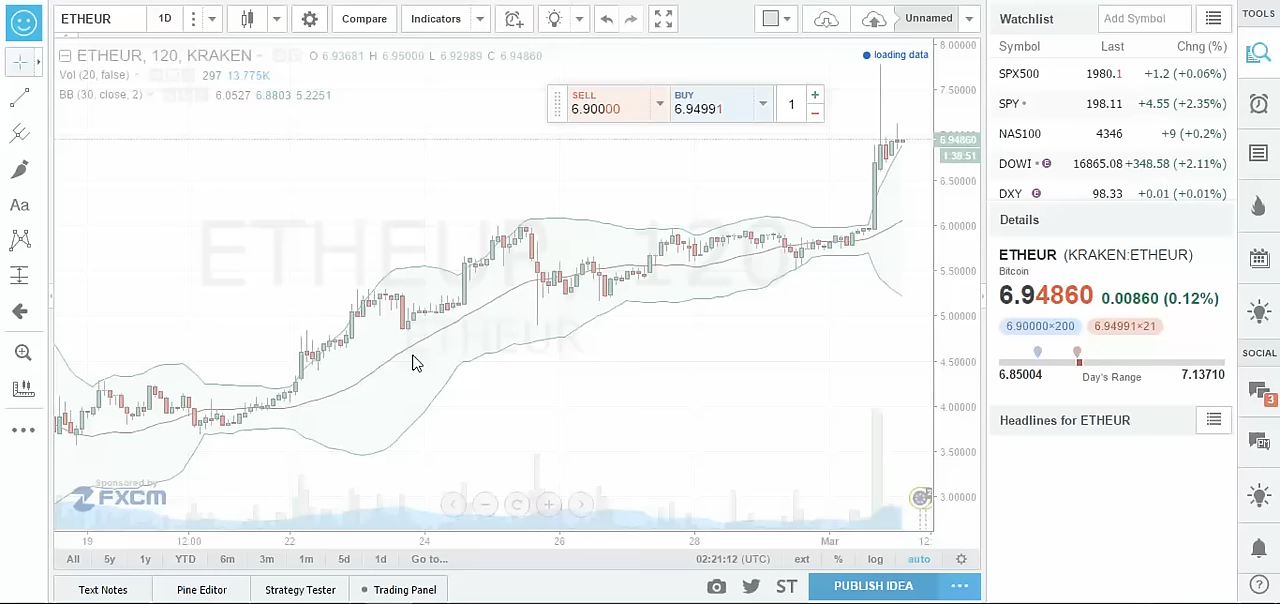 ETHEUR 1D Compare Indicators Unnamed
ETHEUR, 120, KRAKEN O 6.93681 H 6.95000 L 6.92989 C 6.94860
Vol (20, false) 297 13.775K
BB (30, close, 2) 6.0527 6.8803 5.2251
loading data
SELL
6.90000
BUY
6.94991
1
ETHEUR, 120
ETHEUR
8.00000
7.50000
6.94860
1:38:51
6.50000
6.00000
5.50000
5.00000
4.50000
4.00000
3.50000
3.00000
Sponsored by
FXCM
19 12:00 22 24 26 28 Mar 12:
All 5y 1y YTD 6m 3m 1m 5d 1d Go to... 02:21:12 (UTC) ext % log auto
Text Notes Pine Editor rategy Tester Trading Panel ST PUBLISH IDEA ...
Watchlist Add Symbol
Symbol Last Chng (%)
SPX500 1980.1 +1.2 (+0.06%)
SPY 198.11 +4.55 (+2.35%)
NAS100 4346 +9 (+0.2%)
DOWI E 16865.08 +348.58 (+2.11%)
DXY E 98.33 +0.01 (+0.01%)
Details
ETHEUR (KRAKEN:ETHEUR)
Bitcoin
6.94860 0.00860 (0.12%)
6.90000×200 6.94991×21
6.85004 Day's Range 7.13710
Headlines for ETHEUR
TOOLS
SOCIAL
3
Aa